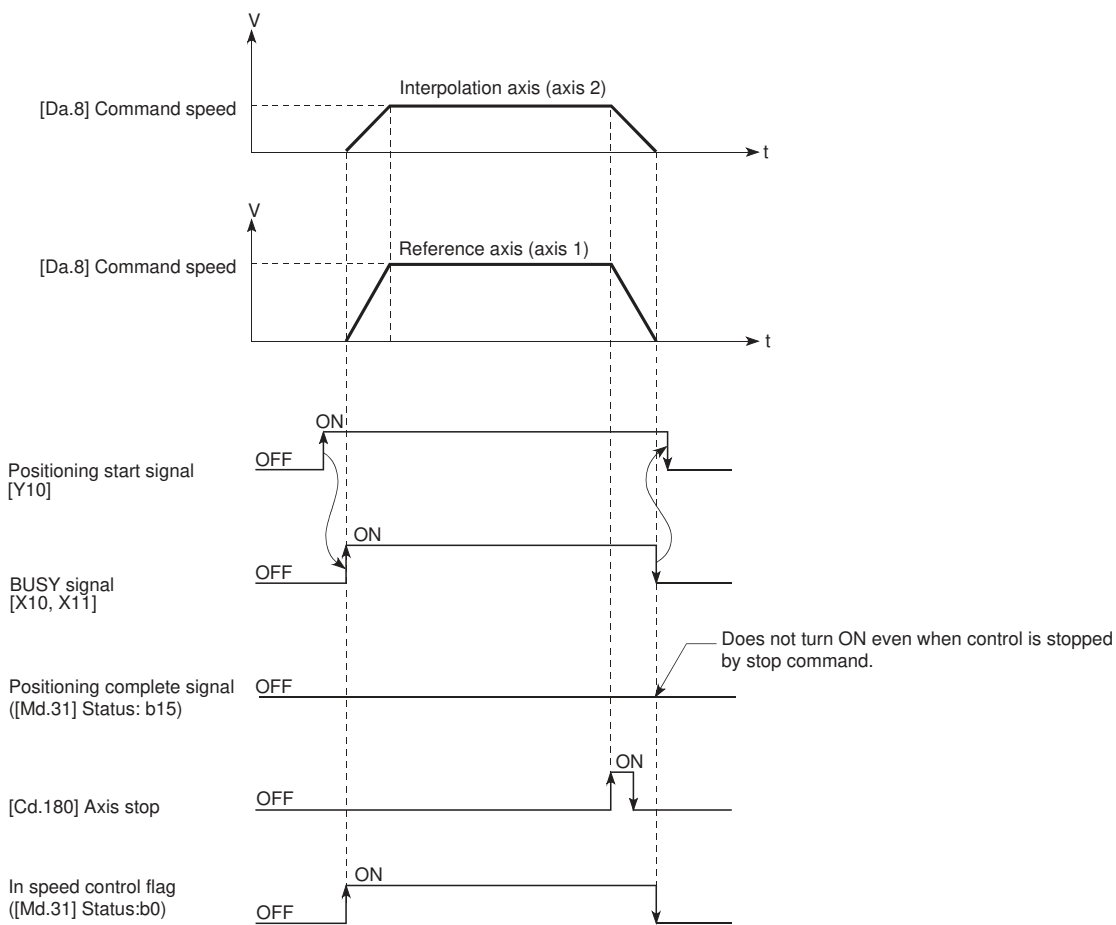 V
Interpolation axis (axis 2)
[Da.8] Command speed
t
V
Reference axis (axis 1)
[Da.8] Command speed
t
ON
OFF
Positioning start signal
[Y10]
ON
OFF
BUSY signal
[X10, X11]
Does not turn ON even when control is stopped
by stop command.
Positioning complete signal
([Md.31] Status: b15)
OFF
ON
[Cd.180] Axis stop
OFF
ON
In speed control flag
([Md.31] Status:b0)
OFF